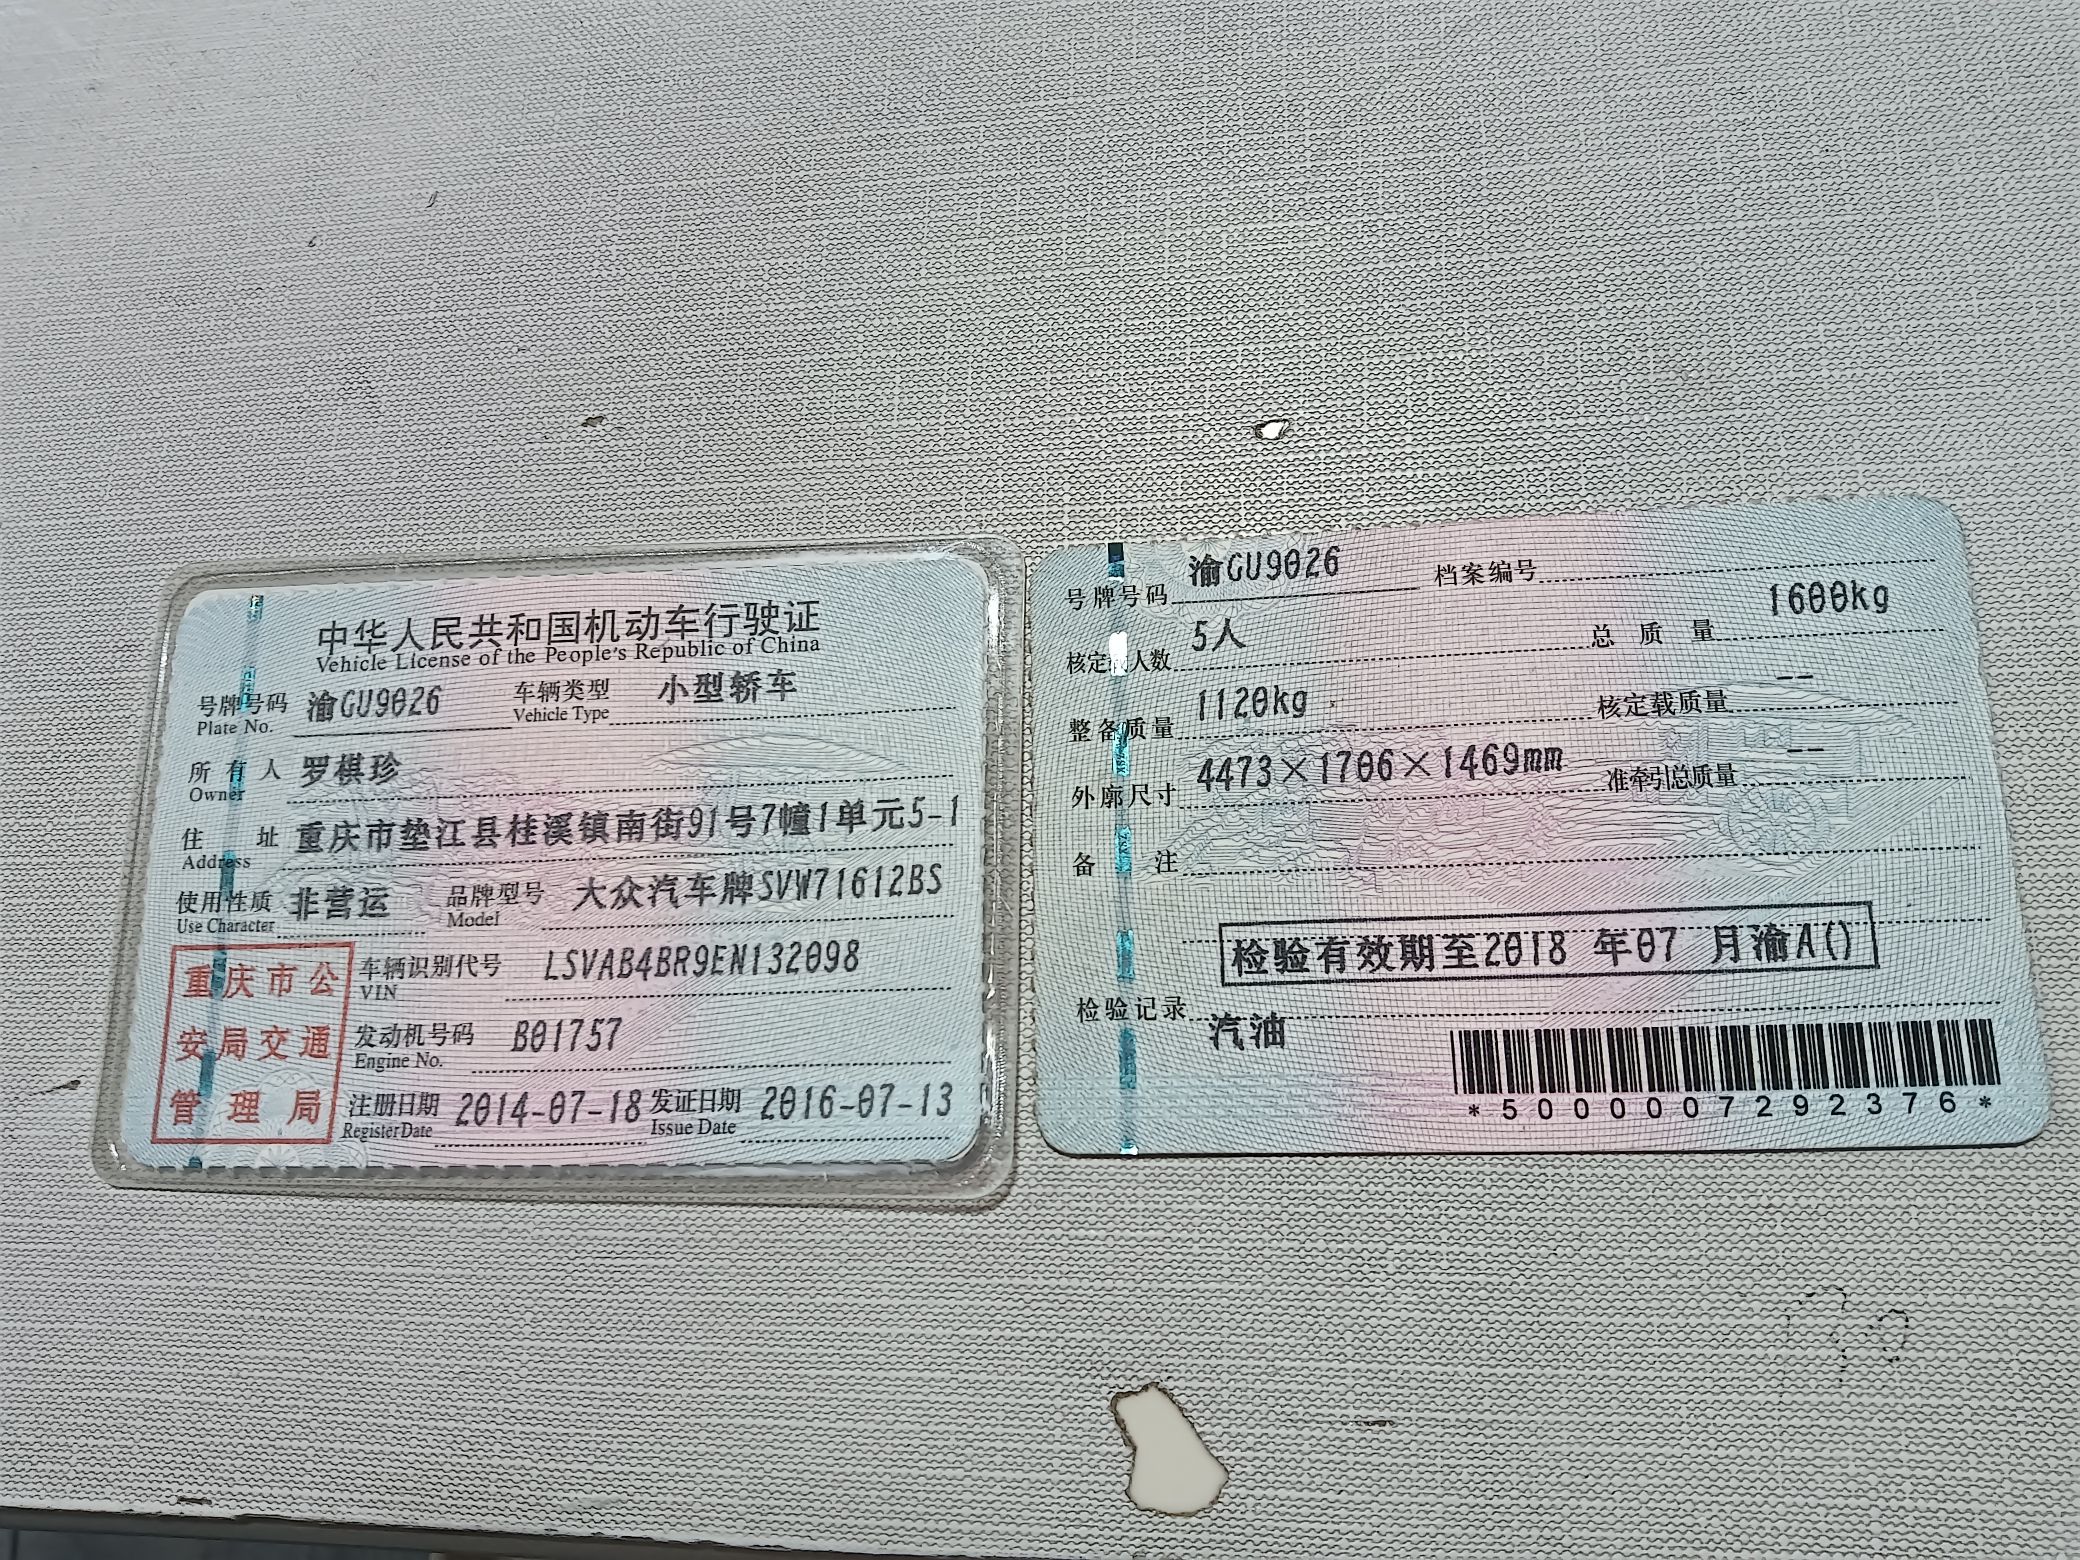 中华人民共和国机动车行驶证
Vehicle License of the People's Republic of China
号牌号码 渝GU9026 车辆类型 小型轿车
Plate No. Vehicle Type
所有人 罗棋珍
Owner
住址 重庆市垫江县桂溪镇南街91号7幢1单元5-1
Address
使用性质 非营运 品牌型号 大众汽车牌SVW71612BS
Use Character Model
重庆市公
安局交通
管理局
车辆识别代号 LSVAB4BR9EN132098
VIN
发动机号码 B01757
Engine No.
注册日期 2014-07-18 发证日期 2016-07-13
Register Date Issue Date
号牌号码 渝GU9026 档案编号
核定 人数 5人 总质量 1600kg
整备质量 1120kg 核定载质量 --
外廓尺寸 4473×1706×1469mm 准牵引总质量 --
备注
检验有效期至2018 年07 月渝A()
检验记录
汽油
*5000007292376*